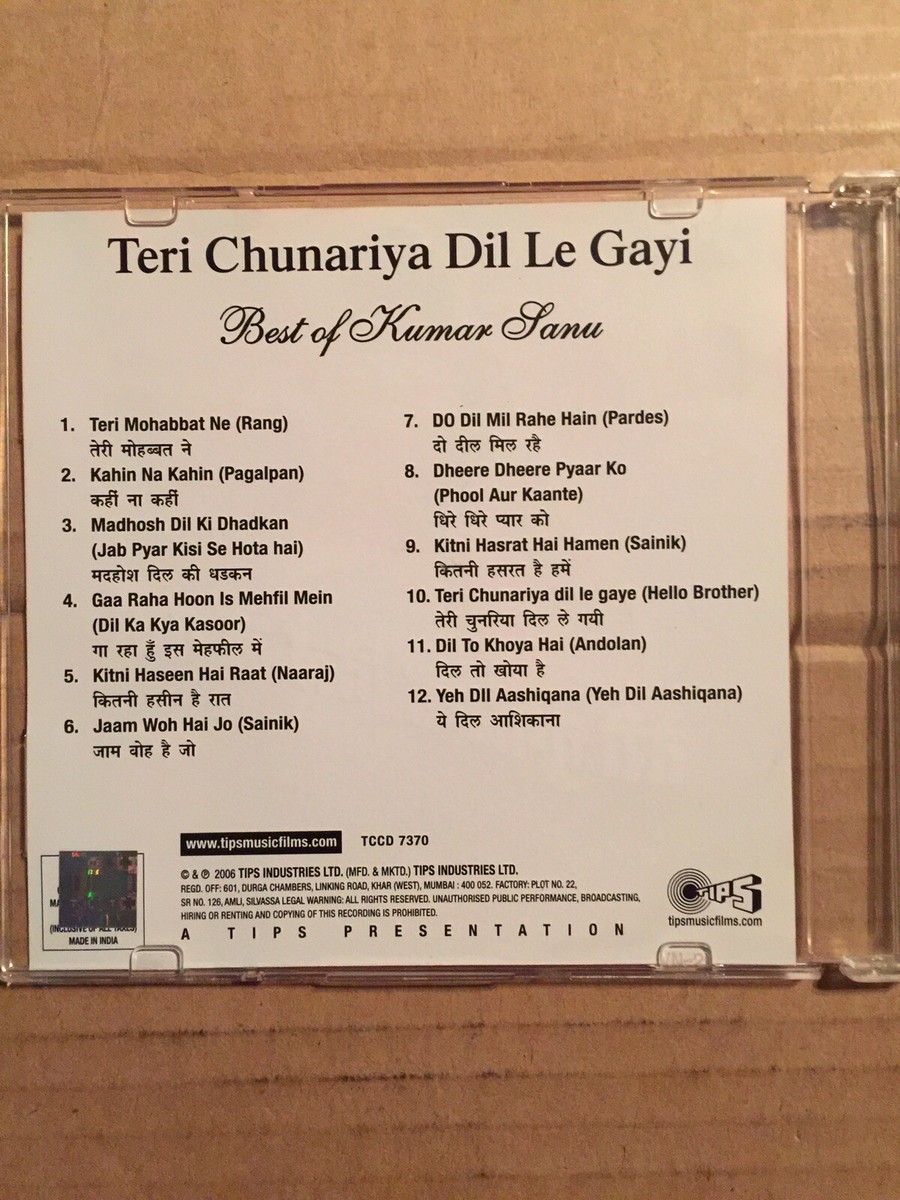 Teri Chunariya Dil Le Gayi
Best of Kumar Sanu
1. Teri Mohabbat Ne (Rang)
तेरी मोहब्बत ने
2. Kahin Na Kahin (Pagalpan)
कहीं ना कहीं
3. Madhosh Dil Ki Dhadkan
(Jab Pyar Kisi Se Hota hai)
मदहोश दिल की धडकन
4. Gaa Raha Hoon Is Mehfil Mein
(Dil Ka Kya Kasoor)
गा रहा हूँ इस मेहफील में
5. Kitni Haseen Hai Raat (Naaraj)
कितनी हसीन है रात
6. Jaam Woh Hai Jo (Sainik)
जाम वोह है जो
7. DO Dil Mil Rahe Hain (Pardes)
दो दील मिल रहै
8. Dheere Dheere Pyaar Ko
(Phool Aur Kaante)
धिरे धिरे प्यार को
9. Kitni Hasrat Hai Hamen (Sainik)
कितनी हसरत है हमें
10. Teri Chunariya dil le gaye (Hello Brother)
तेरी चुनरिया दिल ले गयी
11. Dil To Khoya Hai (Andolan)
दिल तो खोया है
12. Yeh DIl Aashiqana (Yeh Dil Aashiqana)
ये दिल आशिकाना
www.tipsmusicfilms.com TCCD 7370
© & ℗ 2006 TIPS INDUSTRIES LTD. (MFD. & MKTD.) TIPS INDUSTRIES LTD.
REGD. OFF: 601, DURGA CHAMBERS, LINKING ROAD, KHAR (WEST), MUMBAI : 400 052. FACTORY: PLOT NO. 22,
SR NO. 126, AMLI, SILVASSA LEGAL WARNING: ALL RIGHTS RESERVED. UNAUTHORISED PUBLIC PERFORMANCE, BROADCASTING,
HIRING OR RENTING AND COPYING OF THIS RECORDING IS PROHIBITED.
A TIPS PRESENTATION
(INCLUSIVE OF ALL TAXES)
MADE IN INDIA
TIPS
tipsmusicfilms.com